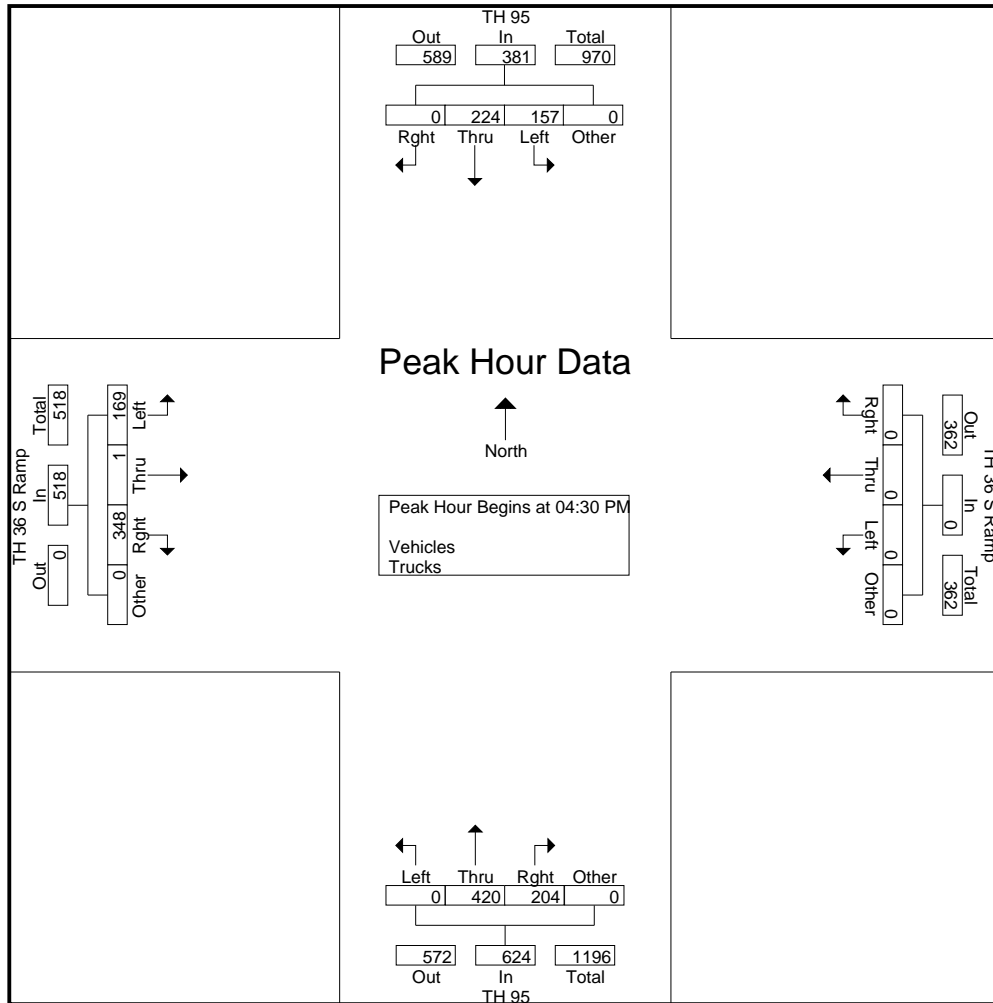 TH 95
Out In Total
589 381 970
0 224 157 0
Rght Thru Left Other
Peak Hour Data
North
Peak Hour Begins at 04:30 PM
Vehicles
Trucks
TH 36 S Ramp
Out In Total
0 518 518
0 348 1 169
Other Rght Thru Left
Rght Thru Left Other
0 0 0 0
362 0 362
Out In Total
TH 36 S Ramp
Left Thru Rght Other
0 420 204 0
572 624 1196
Out In Total
TH 95